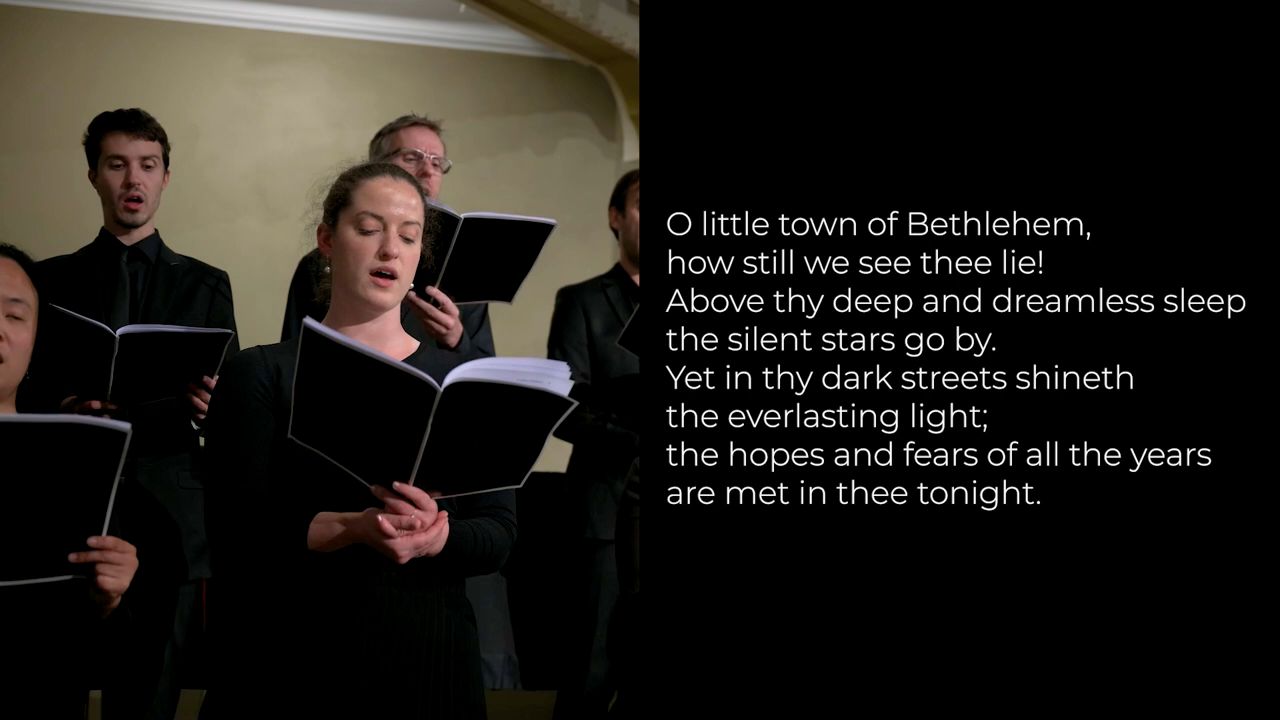 O little town of Bethlehem,
how still we see thee lie!
Above thy deep and dreamless sleep
the silent stars go by.
Yet in thy dark streets shineth
the everlasting light;
the hopes and fears of all the years
are met in thee tonight.